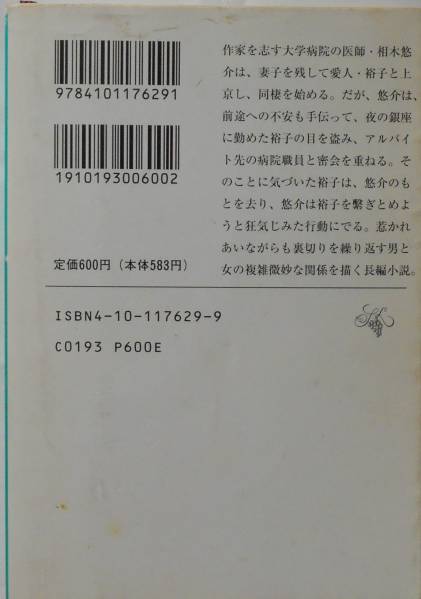 9784101176291
1910193006002
定価600円（本体583円）
ISBN4-10-117629-9
C0193 P600E
作家を志す大学病院の医師・相木悠
介は、妻子を残して愛人・裕子と上
京し、同棲を始める。だが、悠介は、
前途への不安も手伝って、夜の銀座
に勤めた裕子の目を盗み、アルバイ
ト先の病院職員と密会を重ねる。そ
のことに気づいた裕子は、悠介のも
とを去り、悠介は裕子を繋ぎとめよ
うと狂気じみた行動にでる。惹かれ
あいながらも裏切りを繰り返す男と
女の複雑微妙な関係を描く長編小説。